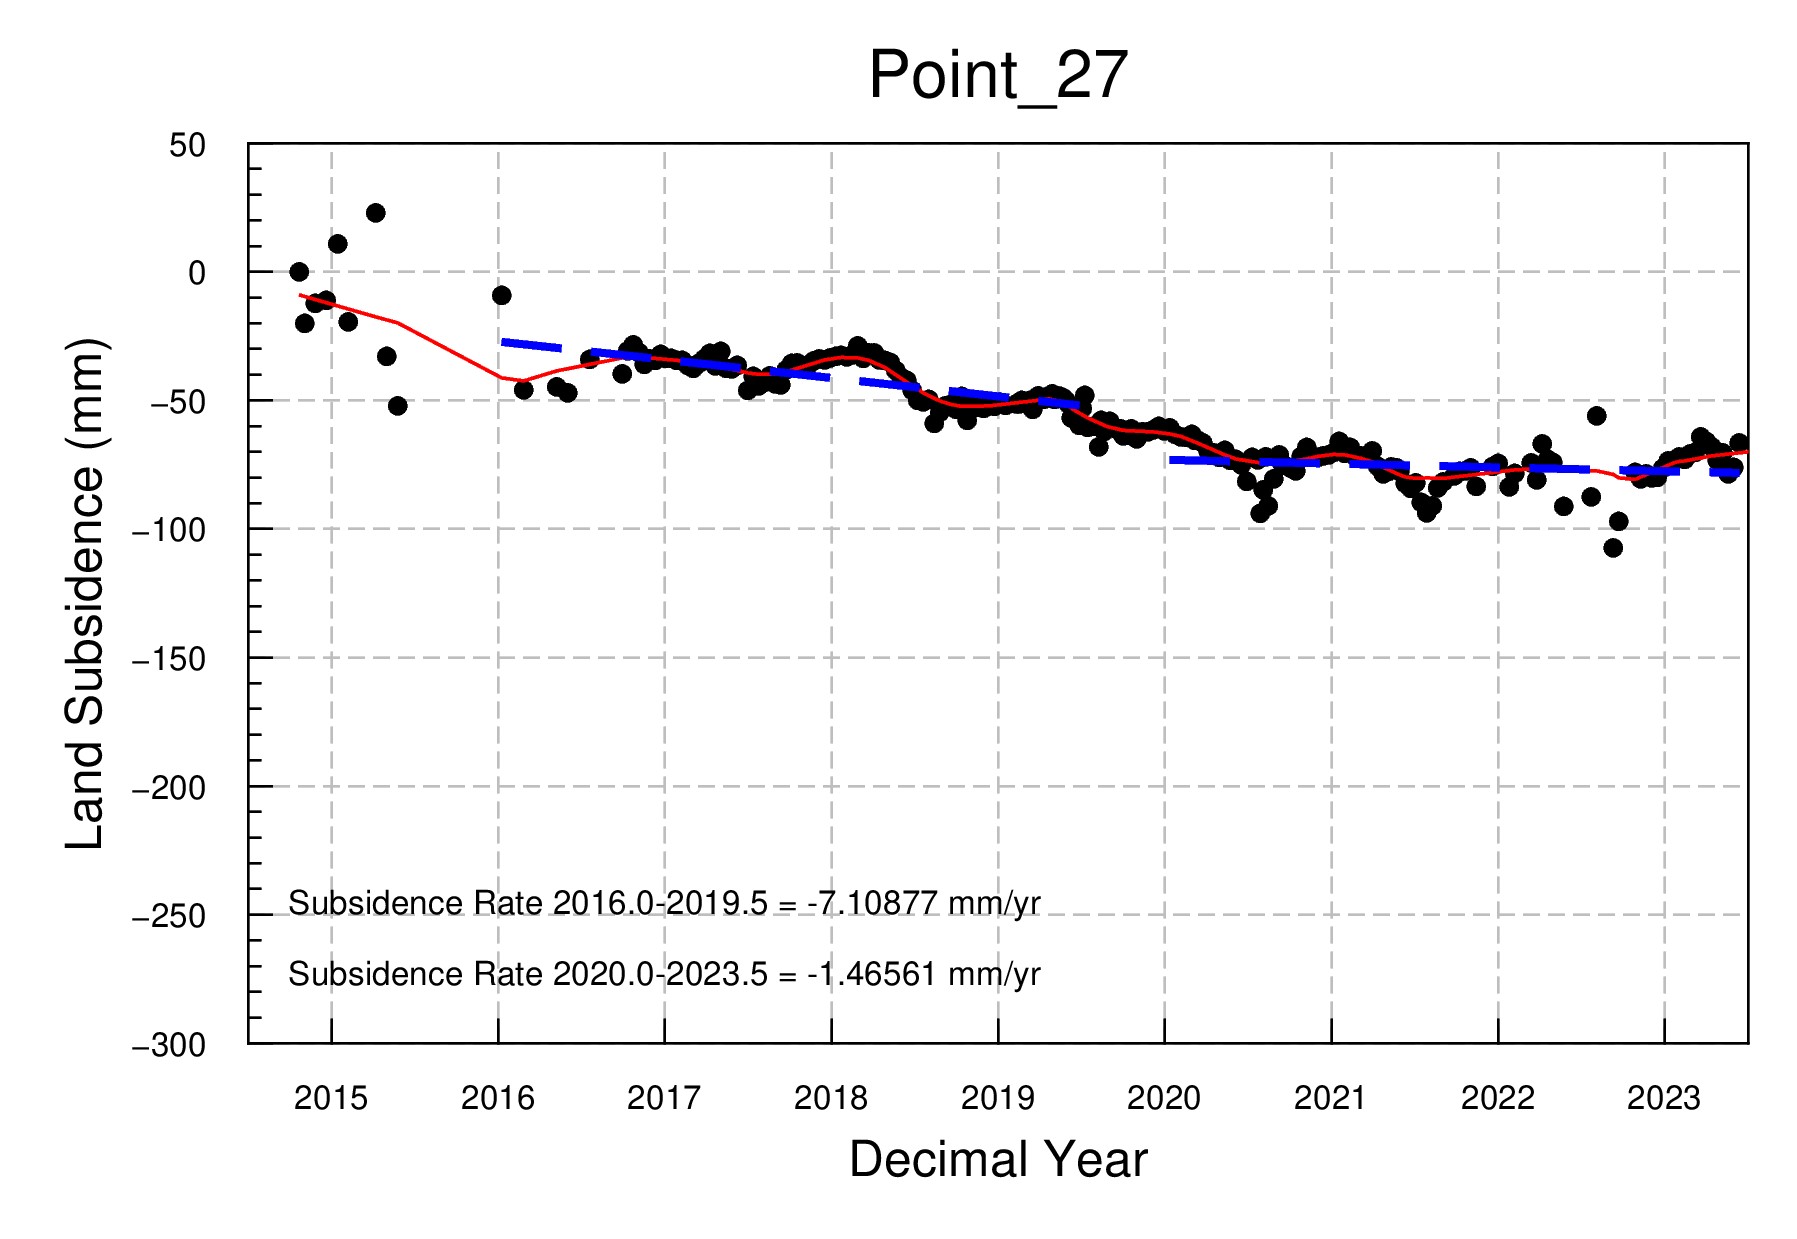 Point_27
50
0
−50
−100
−150
−200
−250
−300
Land Subsidence (mm)
Subsidence Rate 2016.0-2019.5 = -7.10877 mm/yr
Subsidence Rate 2020.0-2023.5 = -1.46561 mm/yr
2015 2016 2017 2018 2019 2020 2021 2022 2023
Decimal Year